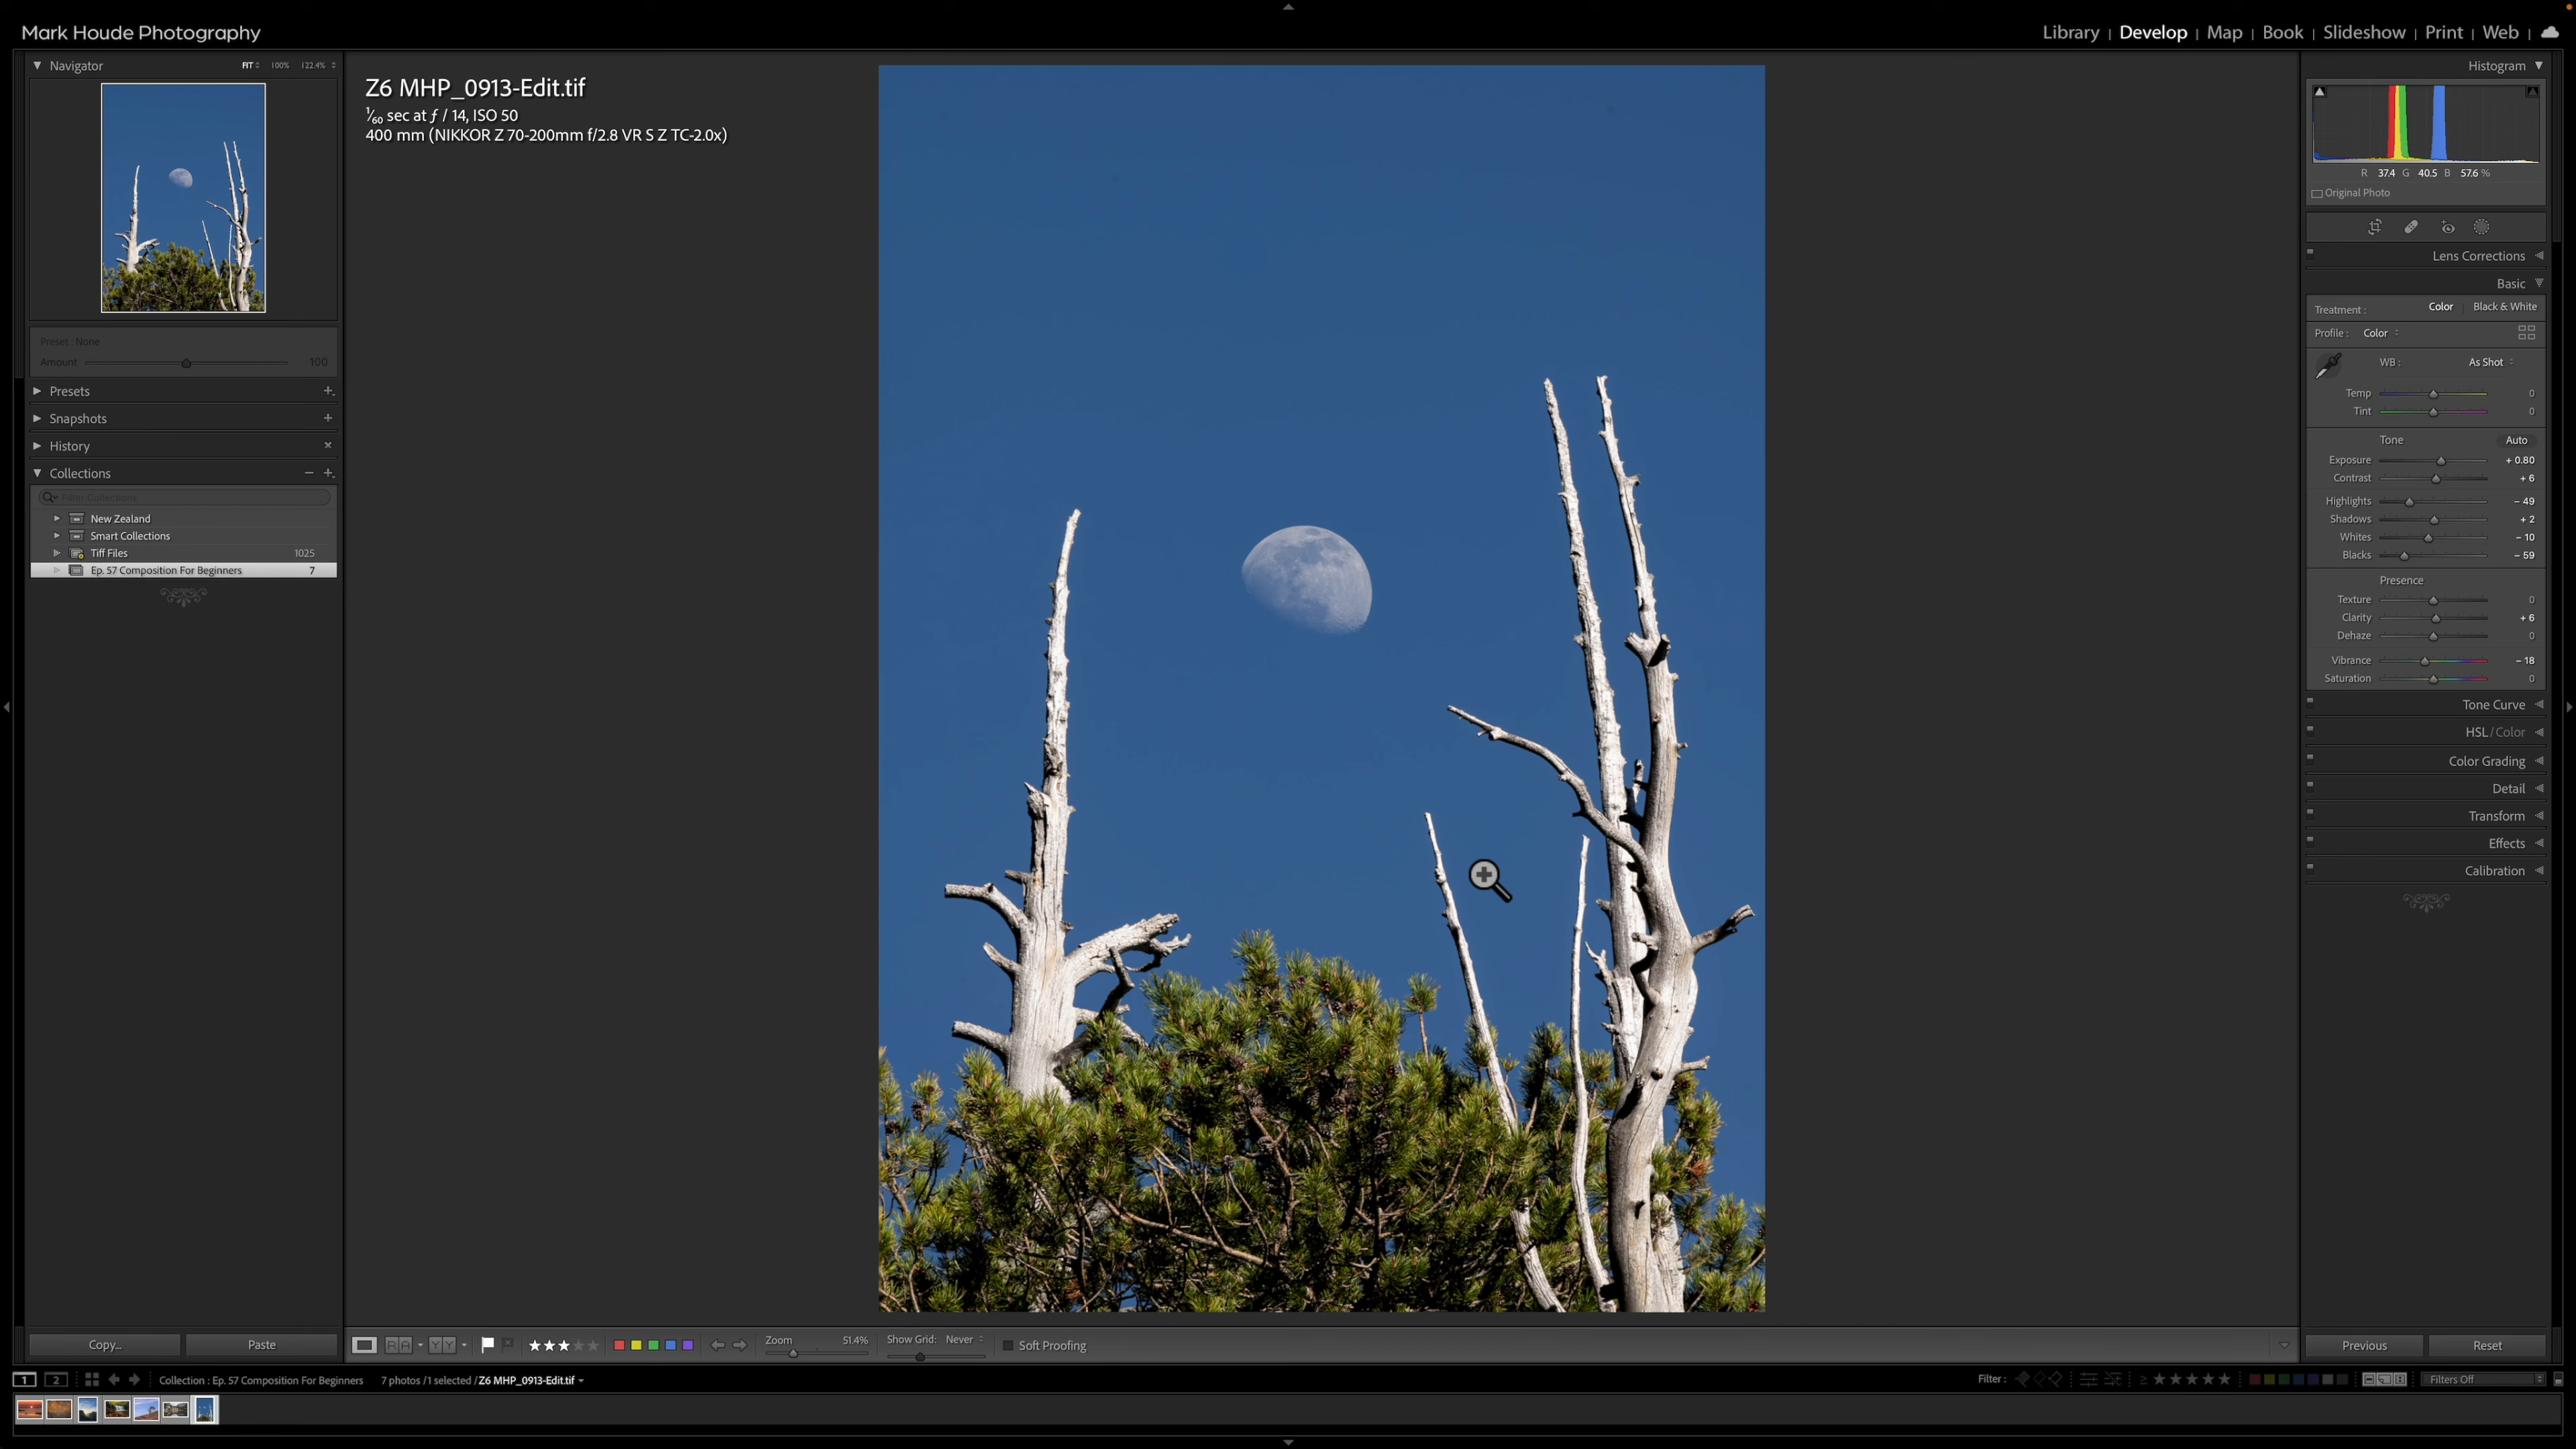 Mark Houde Photography
Library | Develop | Map | Book | Slideshow | Print | Web |
Navigator FIT 100% 122.4%
Z6 MHP_0913-Edit.tif
1/60 sec at ƒ / 14, ISO 50
400 mm (NIKKOR Z 70-200mm f/2.8 VR S Z TC-2.0x)
Preset : None
Amount 100
Presets
Snapshots
History
Collections
Filter Collections
New Zealand
Smart Collections
Tiff Files 1025
Ep. 57 Composition For Beginners 7
Histogram
R 37.4 G 40.5 B 57.6 %
Original Photo
Lens Corrections
Basic
Treatment : Color | Black & White
Profile : Color
WB : As Shot
Temp 0
Tint 0
Tone Auto
Exposure + 0.80
Contrast + 6
Highlights – 49
Shadows + 2
Whites – 10
Blacks – 59
Presence
Texture 0
Clarity + 6
Dehaze 0
Vibrance – 18
Saturation 0
Tone Curve
HSL / Color
Color Grading
Detail
Transform
Effects
Calibration
Copy... Paste
R A Y Y Zoom 51.4% Show Grid: Never Soft Proofing
Previous Reset
1 2 Collection : Ep. 57 Composition For Beginners 7 photos / 1 selected / Z6 MHP_0913-Edit.tif
Filter : ≥ Filters Off